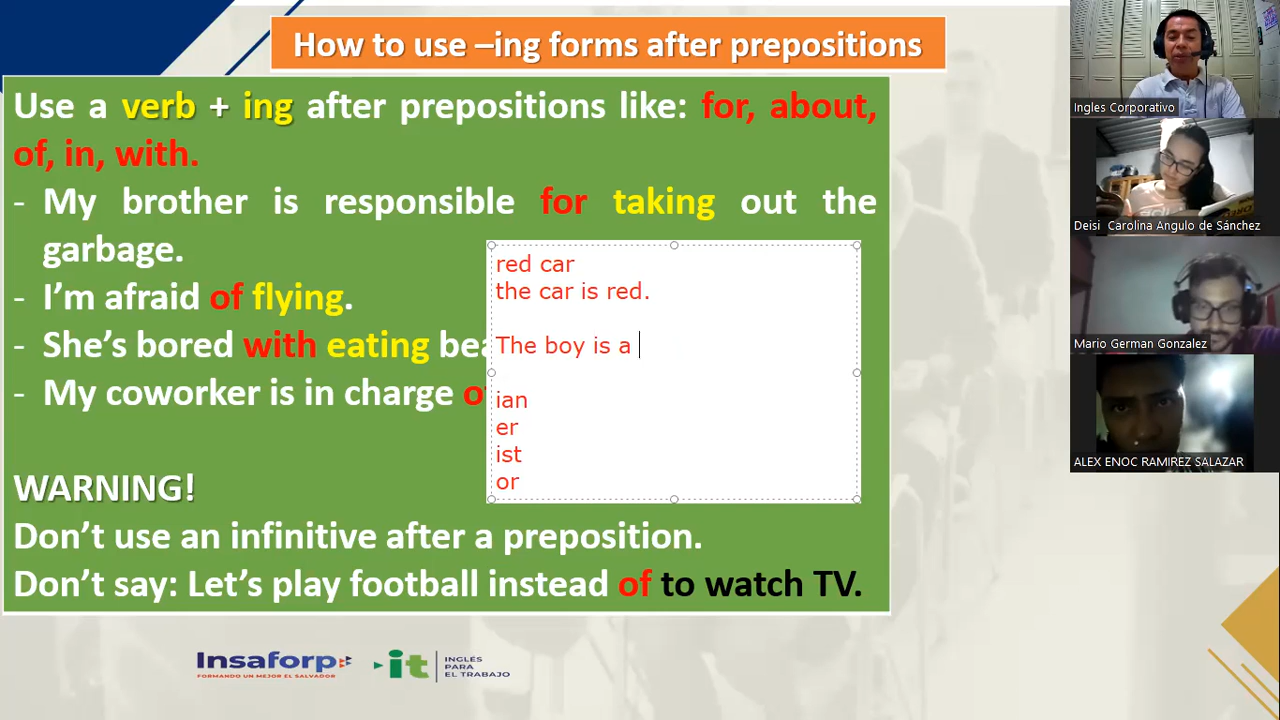 How to use –ing forms after prepositions
Use a verb + ing after prepositions like: for, about,
of, in, with.
- My brother is responsible for taking out the
garbage.
- I'm afraid of flying.
- She's bored with eating bea
- My coworker is in charge of
WARNING!
Don't use an infinitive after a preposition.
Don't say: Let's play football instead of to watch TV.
red car
the car is red.
The boy is a
ian
er
ist
or
Insaforp
FORMANDO UN MEJOR EL SALVADOR
it
INGLÉS
PARA
EL TRABAJO
Ingles Corporativo
Deisi Carolina Angulo de Sánchez
Mario German Gonzalez
ALEX ENOC RAMIREZ SALAZAR